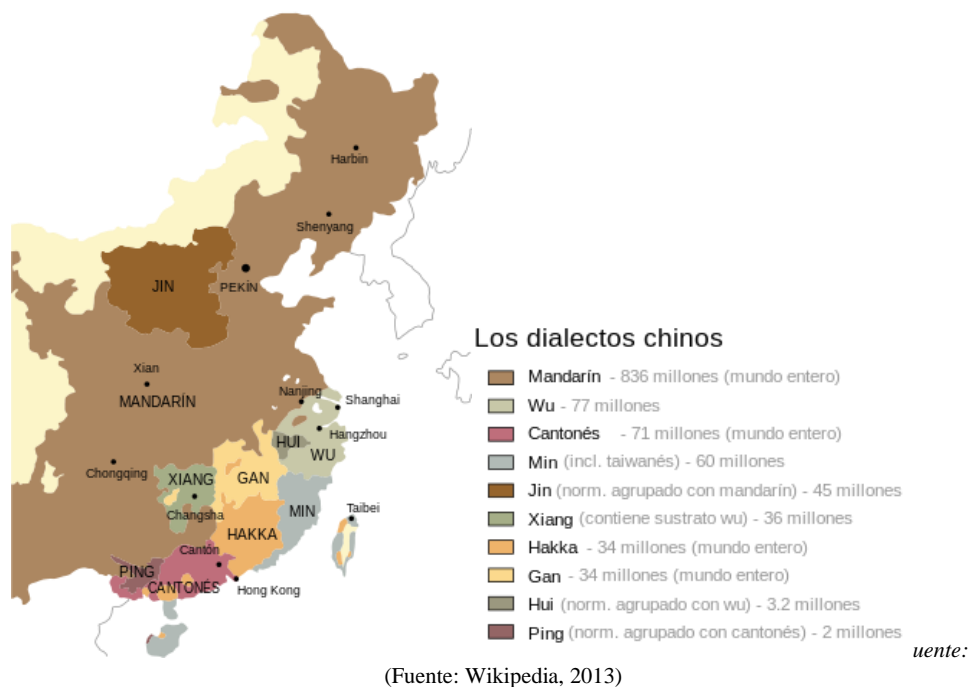 Harbin
Shenyang
JIN
PEKÍN
Xian
MANDARÍN
Nanjing
Shanghai
Hangzhou
HUI
WU
Chongqing
XIANG
GAN
Changsha
MIN
Taibei
HAKKA
Cantón
PING
CANTONÉS
Hong Kong
Los dialectos chinos
Mandarín - 836 millones (mundo entero)
Wu - 77 millones
Cantonés - 71 millones (mundo entero)
Min (incl. taiwanés) - 60 millones
Jin (norm. agrupado con mandarín) - 45 millones
Xiang (contiene sustrato wu) - 36 millones
Hakka - 34 millones (mundo entero)
Gan - 34 millones (mundo entero)
Hui (norm. agrupado con wu) - 3.2 millones
Ping (norm. agrupado con cantonés) - 2 millones
uente:
(Fuente: Wikipedia, 2013)